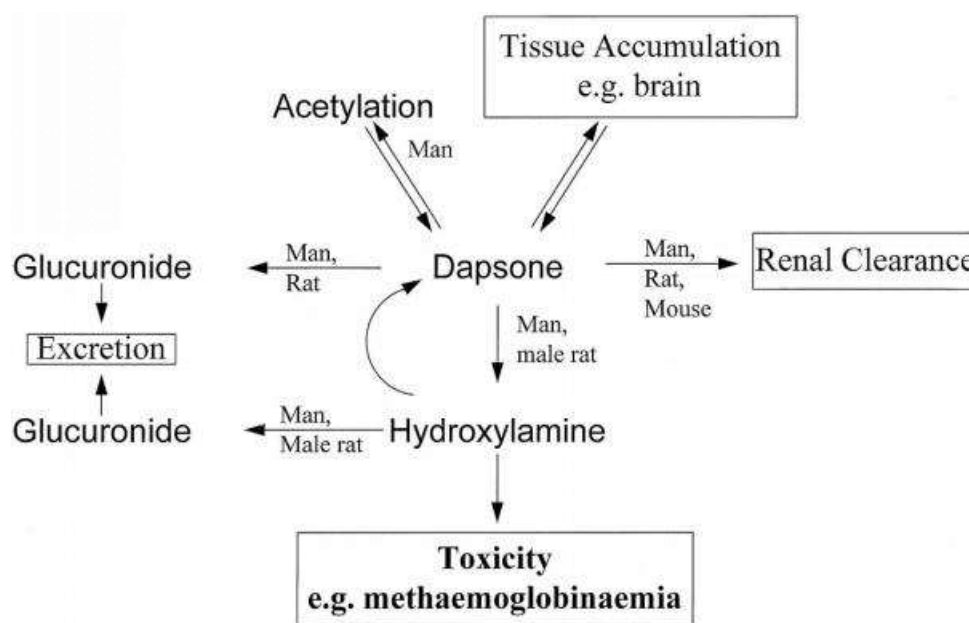 Tissue Accumulation
e.g. brain
Acetylation
Man
Glucuronide
Man,
Rat
Dapsone
Man,
Rat,
Mouse
Renal Clearance
Excretion
Man,
male rat
Glucuronide
Man,
Male rat
Hydroxylamine
Toxicity
e.g. methaemoglobinaemia